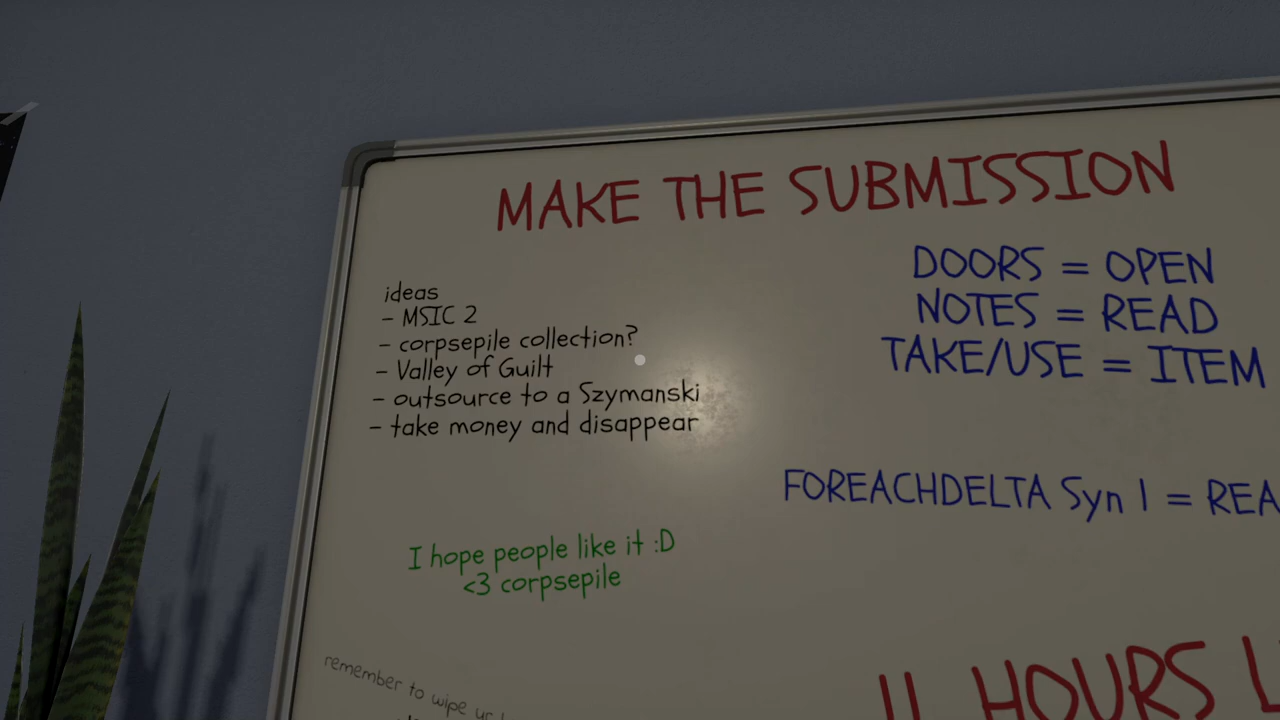 MAKE THE SUBMISSION
ideas
- MSIC 2
- corpsepile collection?
- Valley of Guilt
- outsource to a Szymanski
- take money and disappear
DOORS = OPEN
NOTES = READ
TAKE/USE = ITEM
FOREACHDELTA Syn 1 =
I hope people like it :D
<3 corpsepile
remember to wipe ur
11 HOURS